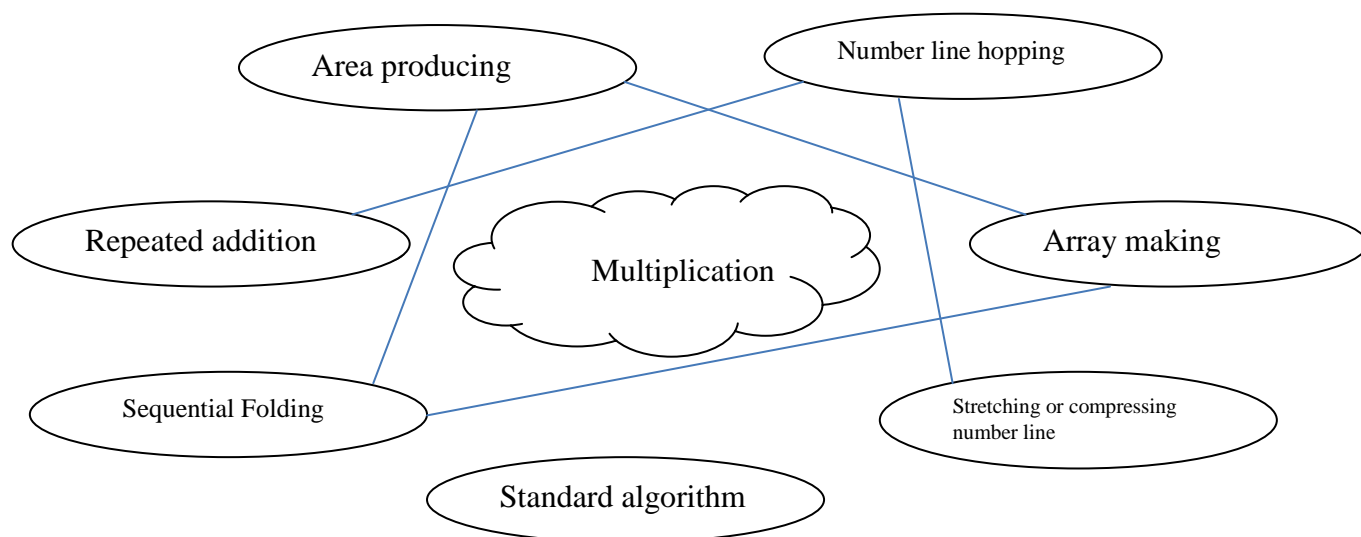 Area producing
Number line hopping
Repeated addition
Multiplication
Array making
Sequential Folding
Stretching or compressing
number line
Standard algorithm